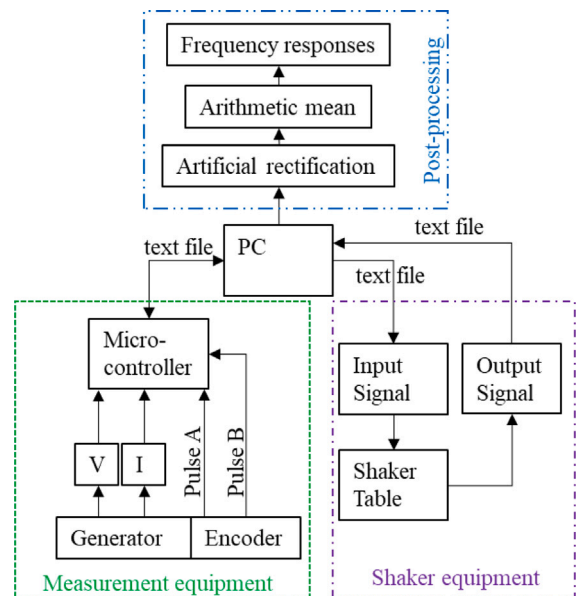 Frequency responses
Arithmetic mean
Artificial rectification
Post-processing
PC
text file
text file
text file
Micro-
controller
V
I
Pulse A
Pulse B
Generator
Encoder
Measurement equipment
Input
Signal
Output
Signal
Shaker
Table
Shaker equipment